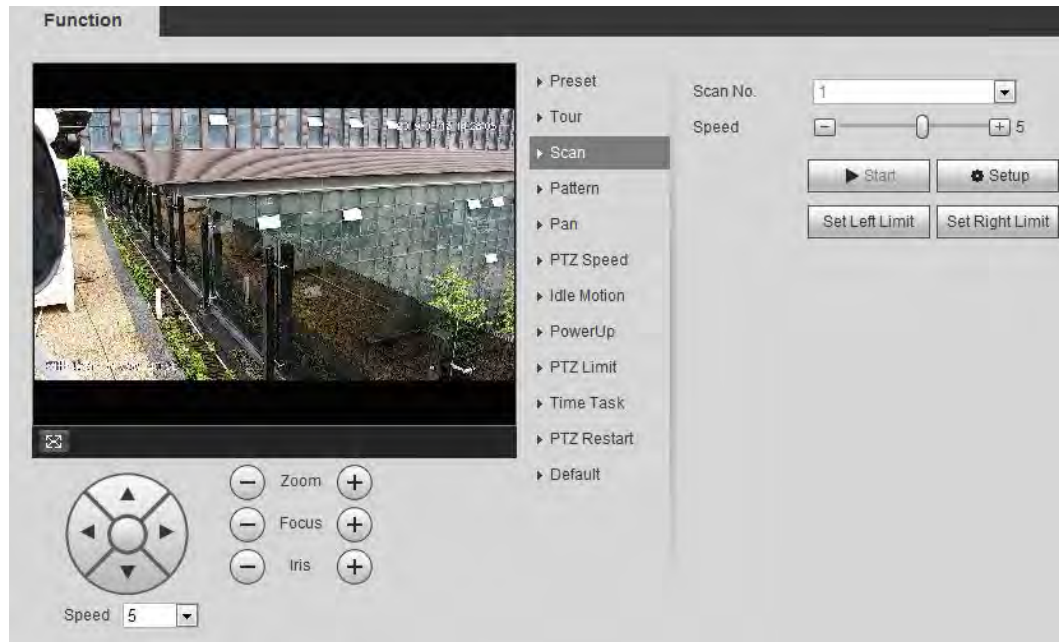 Function
Preset
Tour
Scan
Pattern
Pan
PTZ Speed
Idle Motion
PowerUp
PTZ Limit
Time Task
PTZ Restart
Default
Scan No.
1
Speed
5
Start
Setup
Set Left Limit
Set Right Limit
Zoom
Focus
Iris
Speed
5